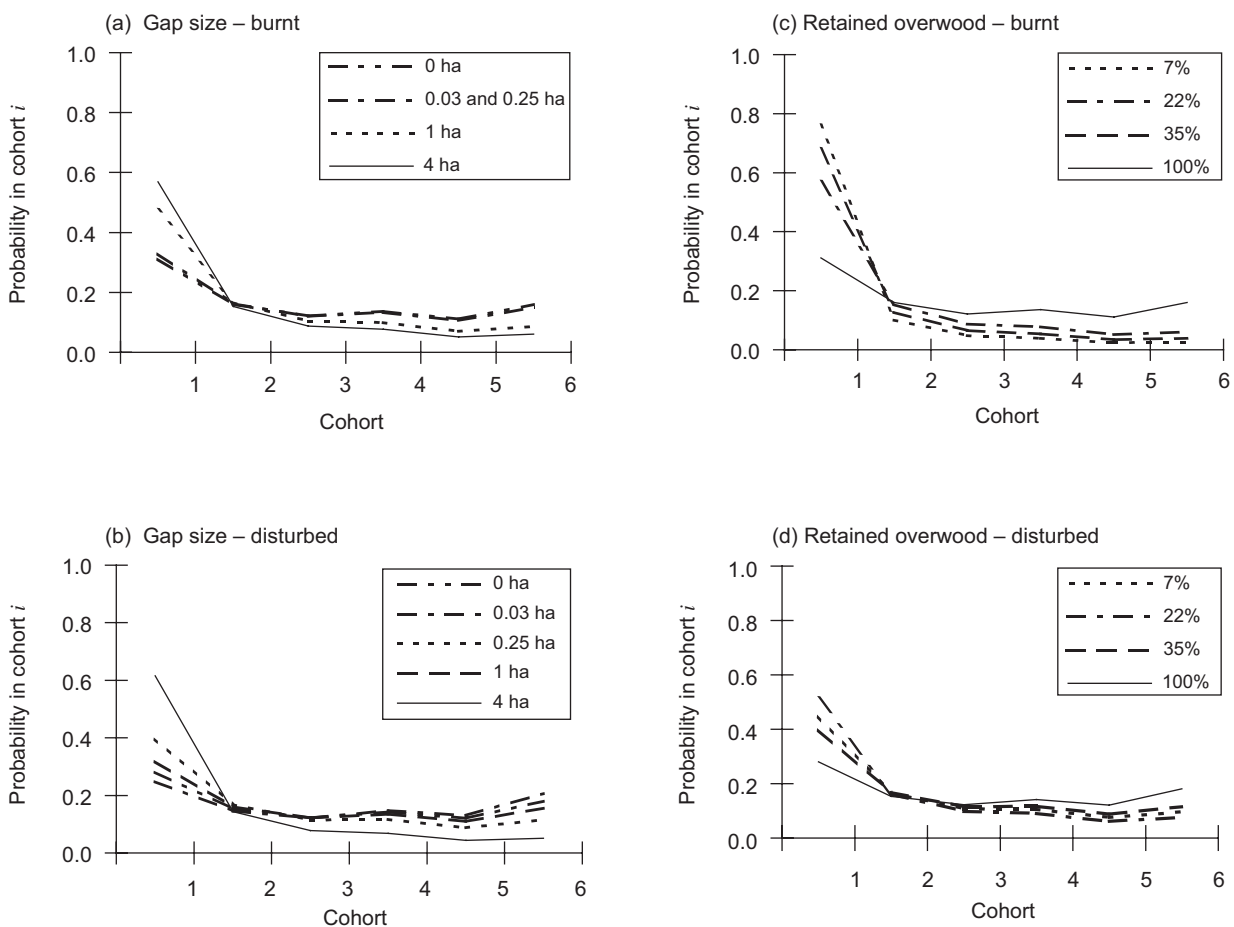 (a) Gap size – burnt
1.0
0.8
0.6
0.4
0.2
0.0
Probability in cohort i
0 ha
0.03 and 0.25 ha
1 ha
4 ha
1 2 3 4 5 6
Cohort
(c) Retained overwood – burnt
1.0
0.8
0.6
0.4
0.2
0.0
Probability in cohort i
7%
22%
35%
100%
1 2 3 4 5 6
Cohort
(b) Gap size – disturbed
1.0
0.8
0.6
0.4
0.2
0.0
Probability in cohort i
0 ha
0.03 ha
0.25 ha
1 ha
4 ha
1 2 3 4 5 6
Cohort
(d) Retained overwood – disturbed
1.0
0.8
0.6
0.4
0.2
0.0
Probability in cohort i
7%
22%
35%
100%
1 2 3 4 5 6
Cohort